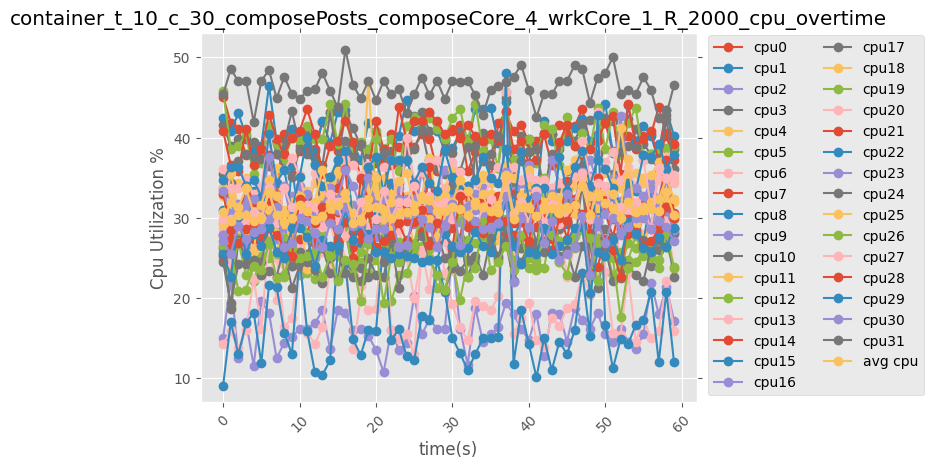 container_t_10_c_30_composePosts_composeCore_4_wrkCore_1_R_2000_cpu_overtime
Cpu Utilization %
50
40
30
20
10
0
10
20
30
40
50
60
time(s)
cpu0
cpu1
cpu2
cpu3
cpu4
cpu5
cpu6
cpu7
cpu8
cpu9
cpu10
cpu11
cpu12
cpu13
cpu14
cpu15
cpu16
cpu17
cpu18
cpu19
cpu20
cpu21
cpu22
cpu23
cpu24
cpu25
cpu26
cpu27
cpu28
cpu29
cpu30
cpu31
avg cpu